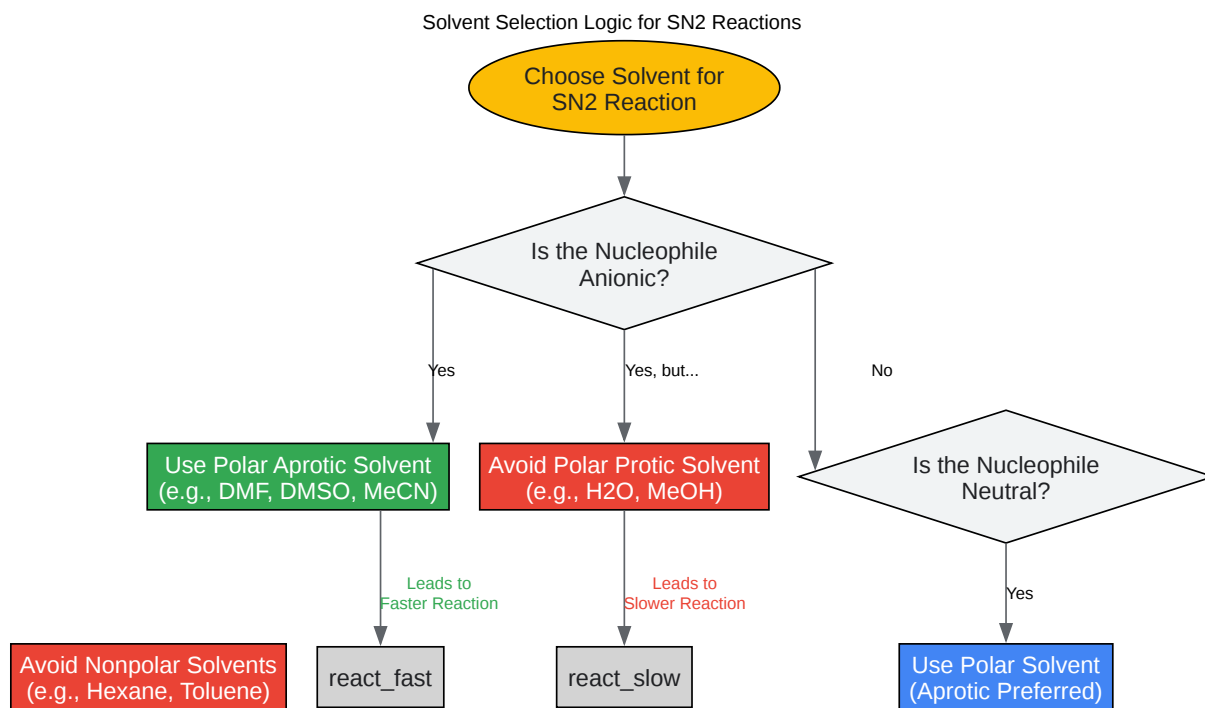 Solvent Selection Logic for SN2 Reactions
Choose Solvent for
SN2 Reaction
Is the Nucleophile
Anionic?
Yes
Yes, but...
No
Use Polar Aprotic Solvent
(e.g., DMF, DMSO, MeCN)
Avoid Polar Protic Solvent
(e.g., H2O, MeOH)
Is the Nucleophile
Neutral?
Leads to
Faster Reaction
Leads to
Slower Reaction
Yes
Avoid Nonpolar Solvents
(e.g., Hexane, Toluene)
react_fast
react_slow
Use Polar Solvent
(Aprotic Preferred)